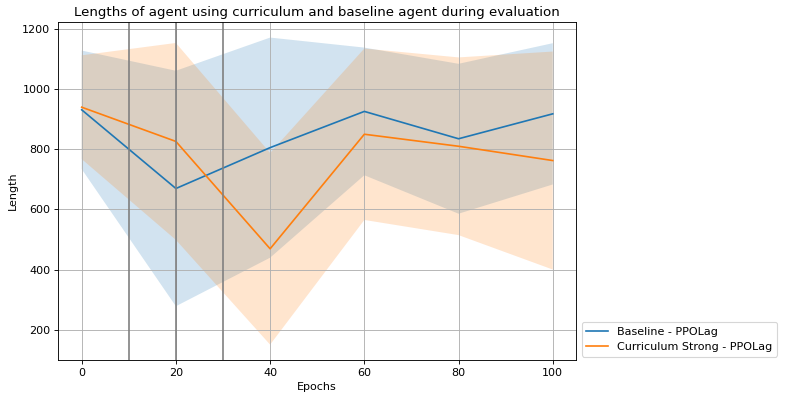 Lengths of agent using curriculum and baseline agent during evaluation
1200
1000
800
600
400
200
Length
0 20 40 60 80 100
Epochs
Baseline - PPOLag
Curriculum Strong - PPOLag